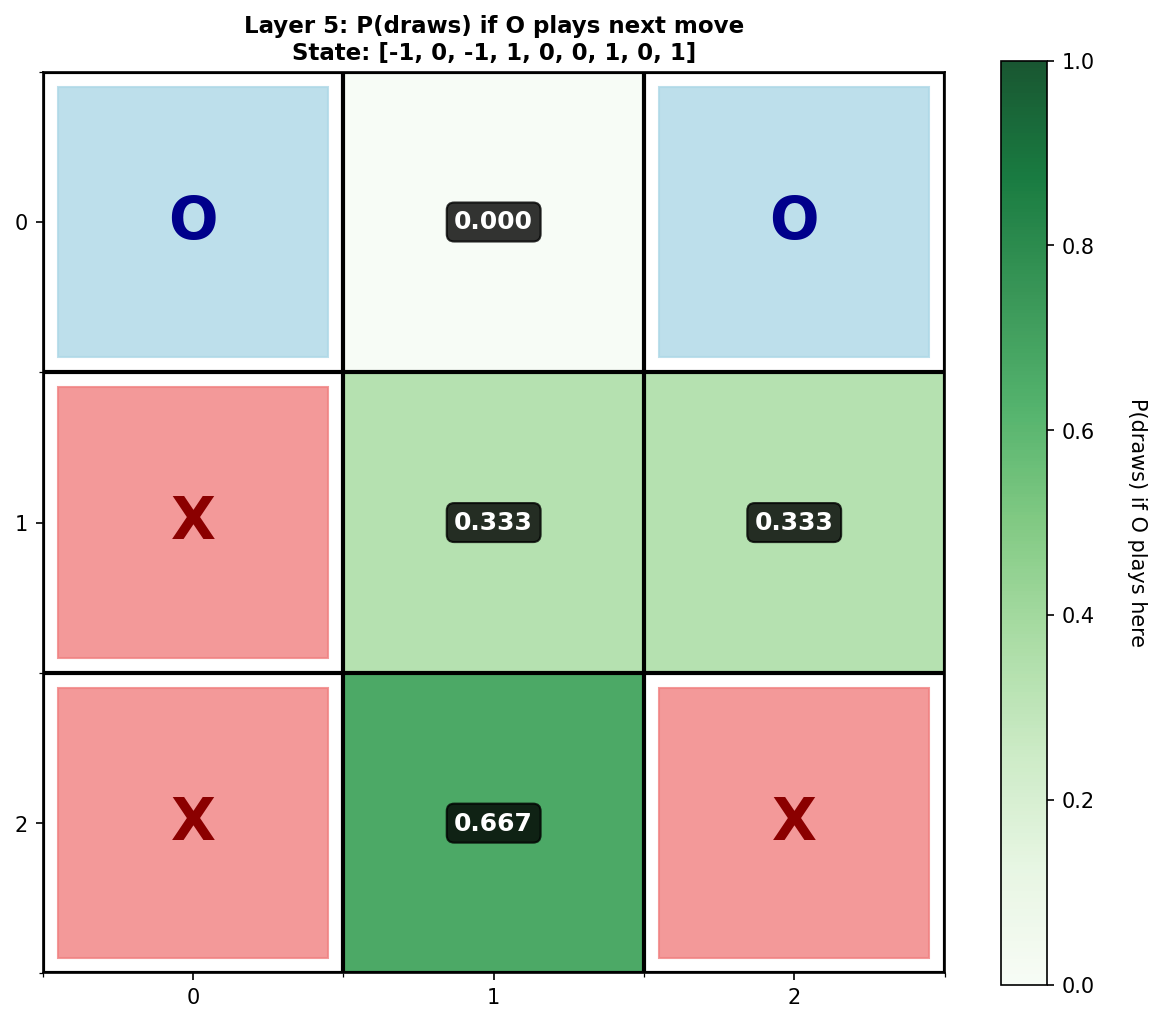 Layer 5: P(draws) if O plays next move
State: [-1, 0, -1, 1, 0, 0, 1, 0, 1]
1.0
0.8
0.6
0.4
0.2
0.0
P(draws) if O plays here
0
O
0.000
O
1
X
0.333
0.333
2
X
0.667
X
0
1
2